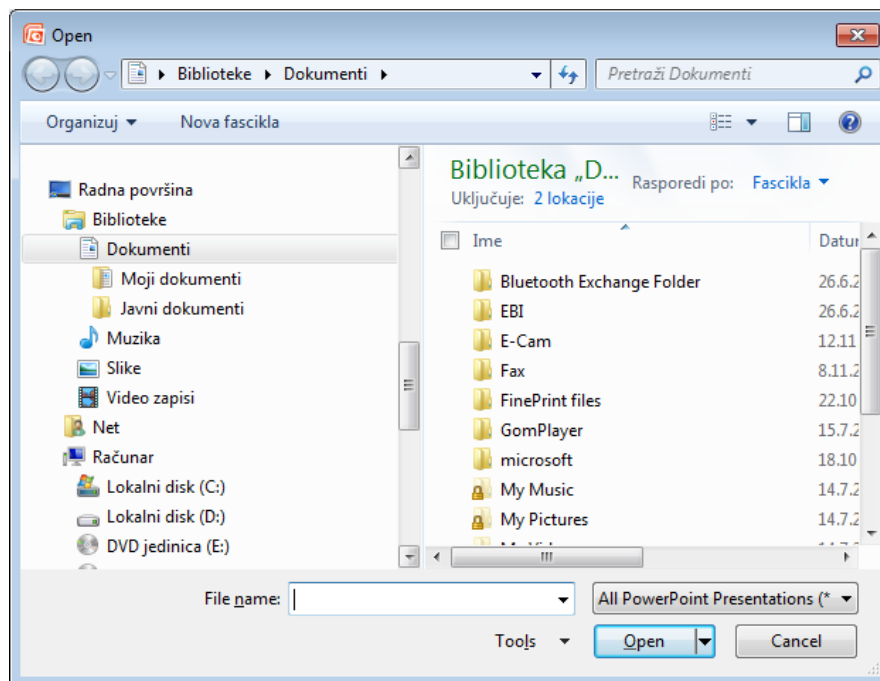 Open
Biblioteke Dokumenti
Pretraži Dokumenti
Organizuj Nova fascikla
Radna površina
Biblioteke
Dokumenti
Moji dokumenti
Javni dokumenti
Muzika
Slike
Video zapisi
Net
Računar
Lokalni disk (C:)
Lokalni disk (D:)
DVD jedinica (E:)
Biblioteka „D...
Uključuje: 2 lokacije
Rasporedi po: Fascikla
Ime Datur
Bluetooth Exchange Folder 26.6.2
EBI 26.6.2
E-Cam 12.11
Fax 8.11.2
FinePrint files 22.10
GomPlayer 15.7.2
microsoft 18.10
My Music 14.7.2
My Pictures 14.7.2
File name:
All PowerPoint Presentations (*
Tools Open Cancel